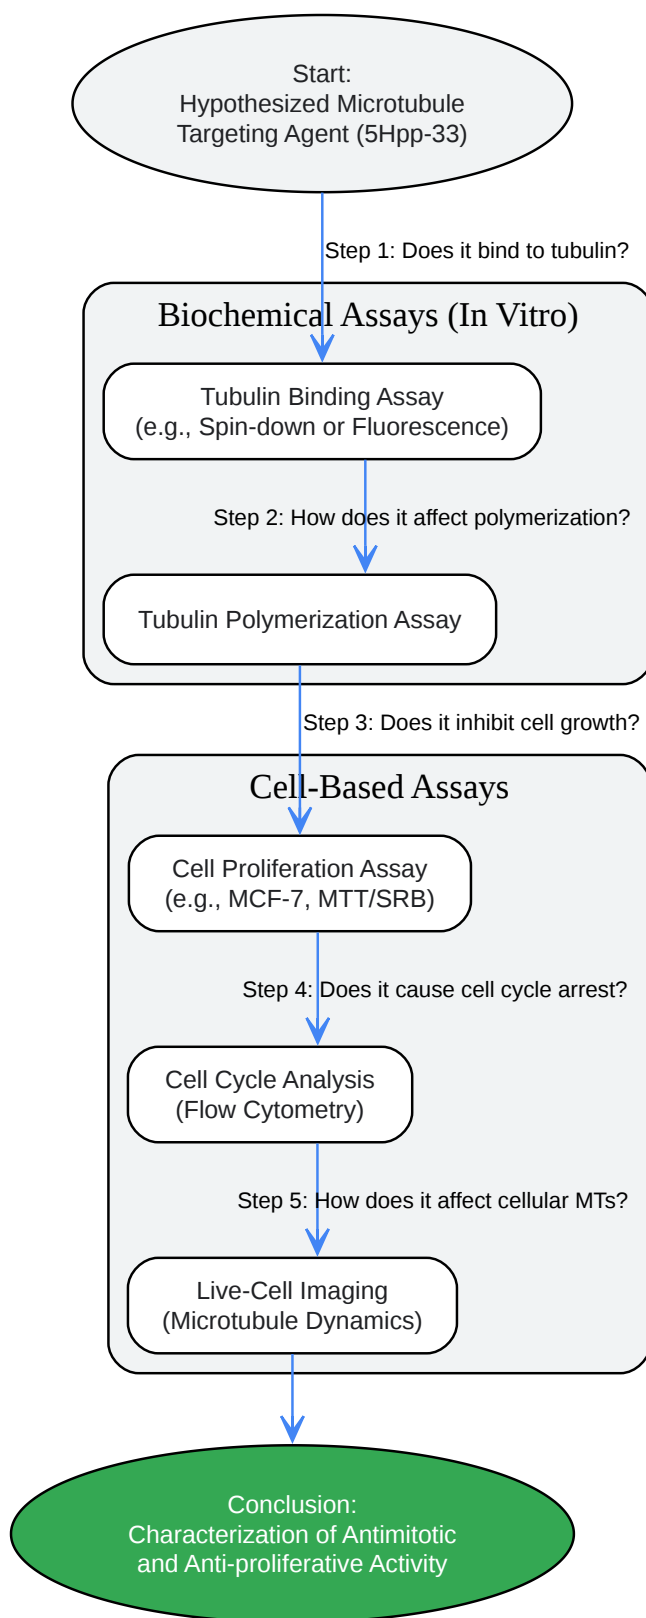 Start:
Hypothesized Microtubule
Targeting Agent (5Hpp-33)
Step 1: Does it bind to tubulin?
Biochemical Assays (In Vitro)
Tubulin Binding Assay
(e.g., Spin-down or Fluorescence)
Step 2: How does it affect polymerization?
Tubulin Polymerization Assay
Step 3: Does it inhibit cell growth?
Cell-Based Assays
Cell Proliferation Assay
(e.g., MCF-7, MTT/SRB)
Step 4: Does it cause cell cycle arrest?
Cell Cycle Analysis
(Flow Cytometry)
Step 5: How does it affect cellular MTs?
Live-Cell Imaging
(Microtubule Dynamics)
Conclusion:
Characterization of Antimitotic
and Anti-proliferative Activity